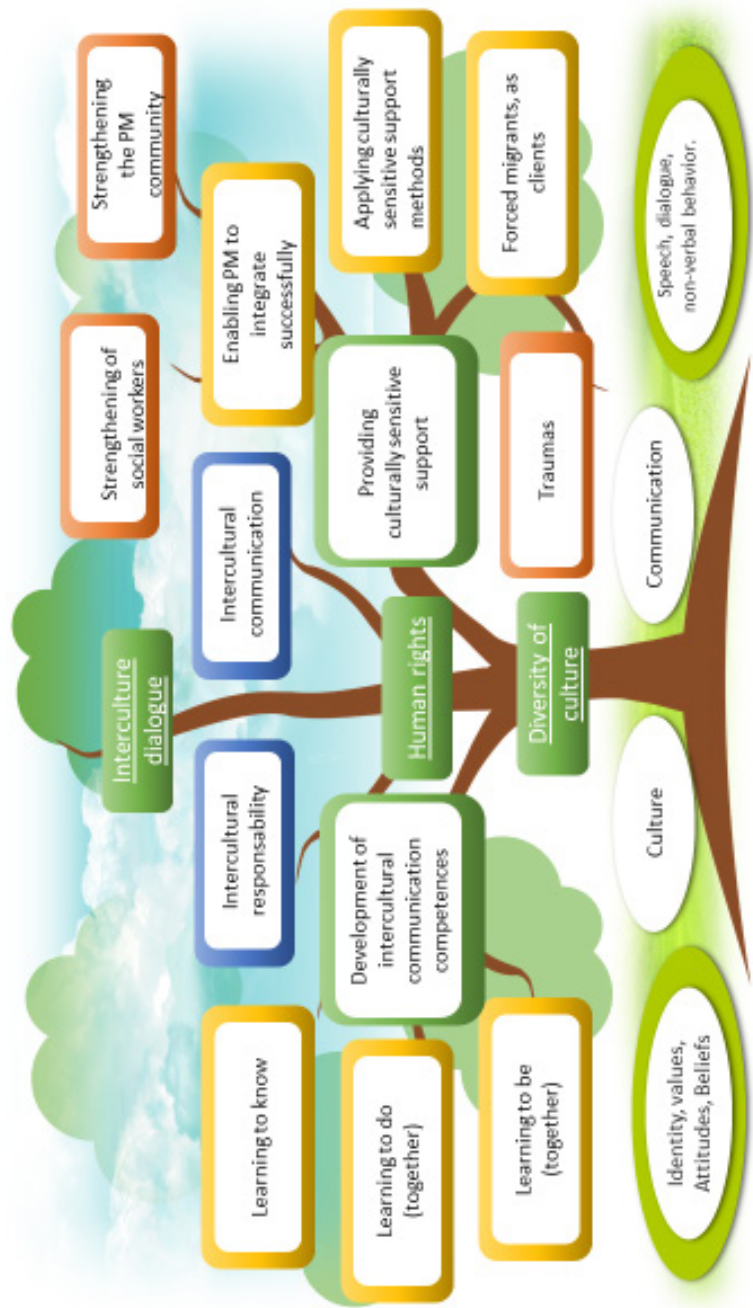 Interculture
dialogue
Strengthening of
social workers
Strengthening
the PM
community
Learning to know
Intercultural
responsability
Intercultural
communication
Enabling PM to
integrate
successfully
Learning to do
(together)
Development of
intercultural
communication
competences
Human rights
Providing
culturally sensitive
support
Applying culturally
sensitive support
methods
Learning to be
(together)
Diversity of
culture
Traumas
Forced migrants, as
clients
Identity, values,
Attitudes, Beliefs
Culture
Communication
Speech, dialogue,
non-verbal behavior.